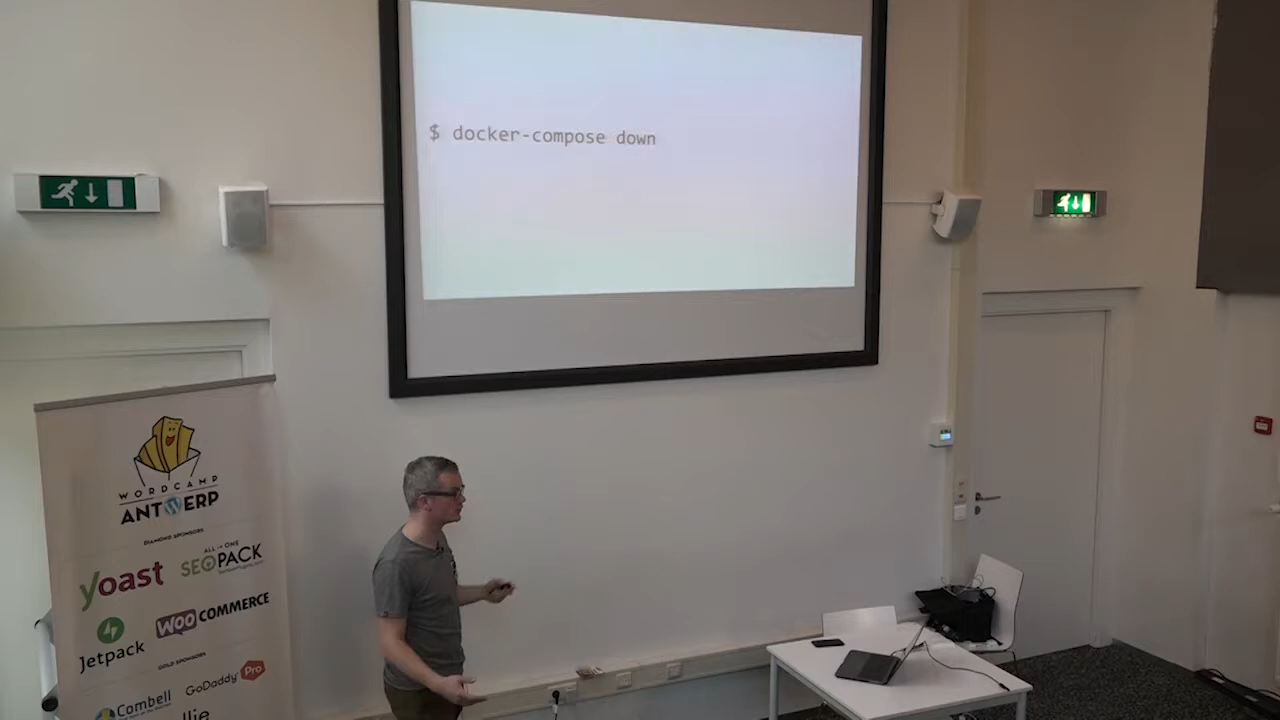 $ docker-compose down
WORDCAMP
ANTWERP
DIAMOND SPONSORS
yoast
ALL IN ONE
SEOPACK
Jetpack
WOOCOMMERCE
GOLD SPONSORS
Combell
GoDaddy Pro